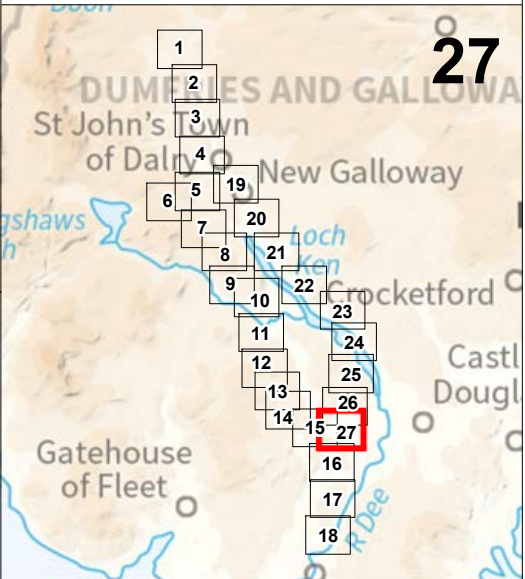 Doon
27
1
2
DUMFRIES AND GALLOWA
3
St John's Town
of Dalry
4
New Galloway
19
5
6
gshaws
h
20
7
Loch
Ken
21
8
9
22
10
Crocketford
23
11
24
12
Castl
Dougl
25
13
26
14
15
27
Gatehouse
of Fleet
16
17
R Dee
18